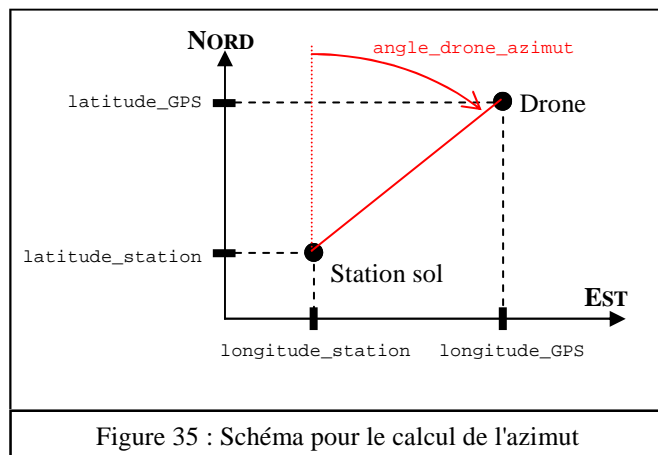 NORD
angle_drone_azimut
latitude_GPS
Drone
latitude_station
Station sol
EST
longitude_station longitude_GPS
Figure 35 : Schéma pour le calcul de l'azimut